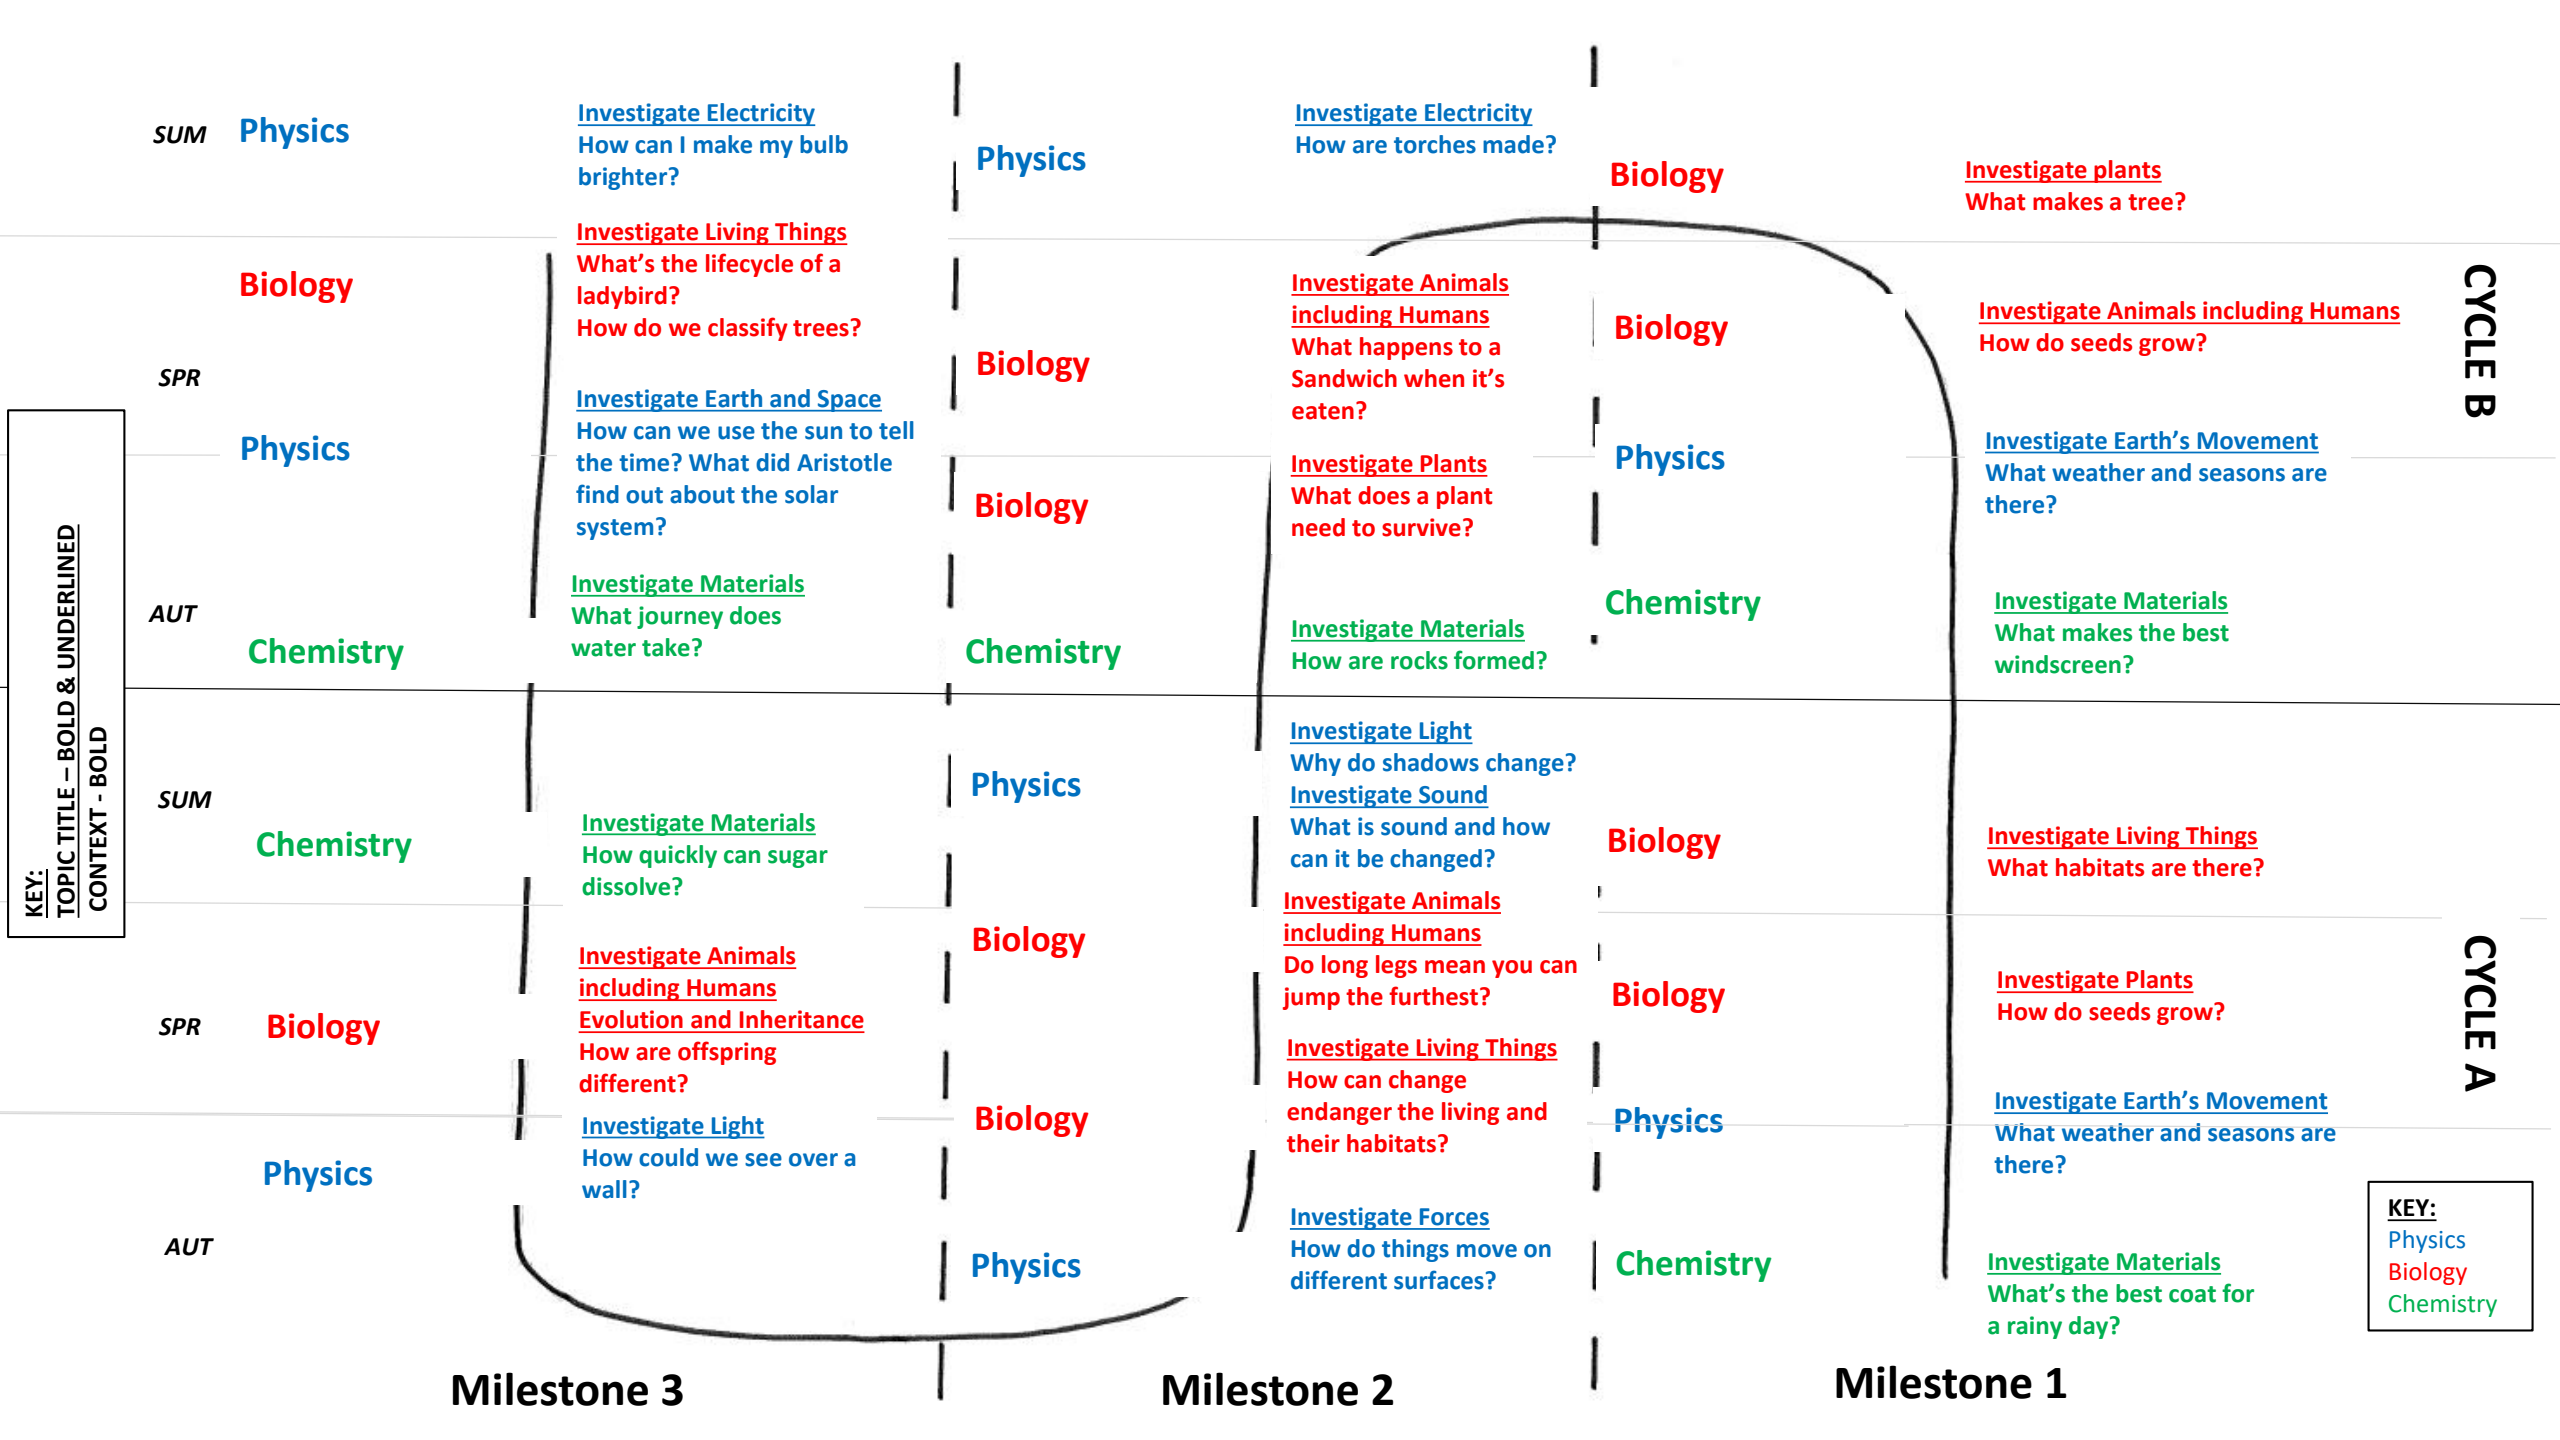 SUM
Physics
Investigate Electricity
How can I make my bulb
brighter?
Biology
Investigate Living Things
What's the lifecycle of a
ladybird?
How do we classify trees?
SPR
Physics
Investigate Earth and Space
How can we use the sun to tell
the time? What did Aristotle
find out about the solar
system?
AUT
Chemistry
Investigate Materials
What journey does
water take?
SUM
Chemistry
Investigate Materials
How quickly can sugar
dissolve?
SPR
Biology
Investigate Animals
including Humans
Evolution and Inheritance
How are offspring
different?
Physics
Investigate Light
How could we see over a
wall?
AUT
Milestone 3
KEY:
TOPIC TITLE – BOLD & UNDERLINED
CONTEXT - BOLD
Physics
Investigate Electricity
How are torches made?
Biology
Investigate Animals
including Humans
What happens to a
Sandwich when it's
eaten?
Biology
Investigate Plants
What does a plant
need to survive?
Chemistry
Investigate Materials
How are rocks formed?
Physics
Investigate Light
Why do shadows change?
Investigate Sound
What is sound and how
can it be changed?
Biology
Investigate Animals
including Humans
Do long legs mean you can
jump the furthest?
Biology
Investigate Living Things
How can change
endanger the living and
their habitats?
Physics
Investigate Forces
How do things move on
different surfaces?
Milestone 2
Biology
Investigate plants
What makes a tree?
Biology
Investigate Animals including Humans
How do seeds grow?
Physics
Investigate Earth's Movement
What weather and seasons are
there?
Chemistry
Investigate Materials
What makes the best
windscreen?
CYCLE B
Biology
Investigate Living Things
What habitats are there?
Biology
Investigate Plants
How do seeds grow?
Physics
Investigate Earth's Movement
What weather and seasons are
there?
Chemistry
Investigate Materials
What's the best coat for
a rainy day?
CYCLE A
Milestone 1
KEY:
Physics
Biology
Chemistry